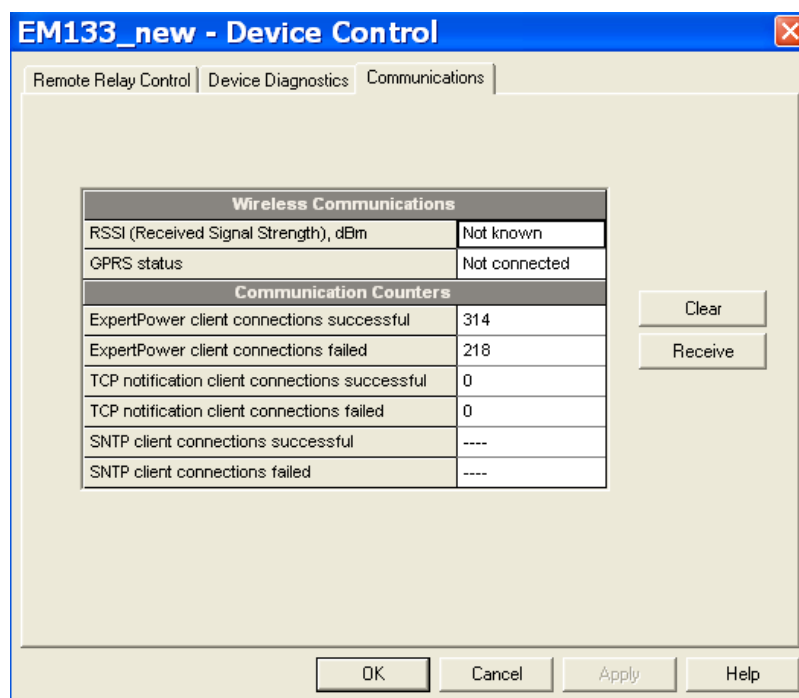 EM133_new - Device Control
Remote Relay Control Device Diagnostics Communications
Wireless Communications
RSSI (Received Signal Strength), dBm Not known
GPRS status Not connected
Communication Counters
ExpertPower client connections successful 314
ExpertPower client connections failed 218
TCP notification client connections successful 0
TCP notification client connections failed 0
SNTP client connections successful ----
SNTP client connections failed ----
Clear
Receive
OK Cancel Apply Help